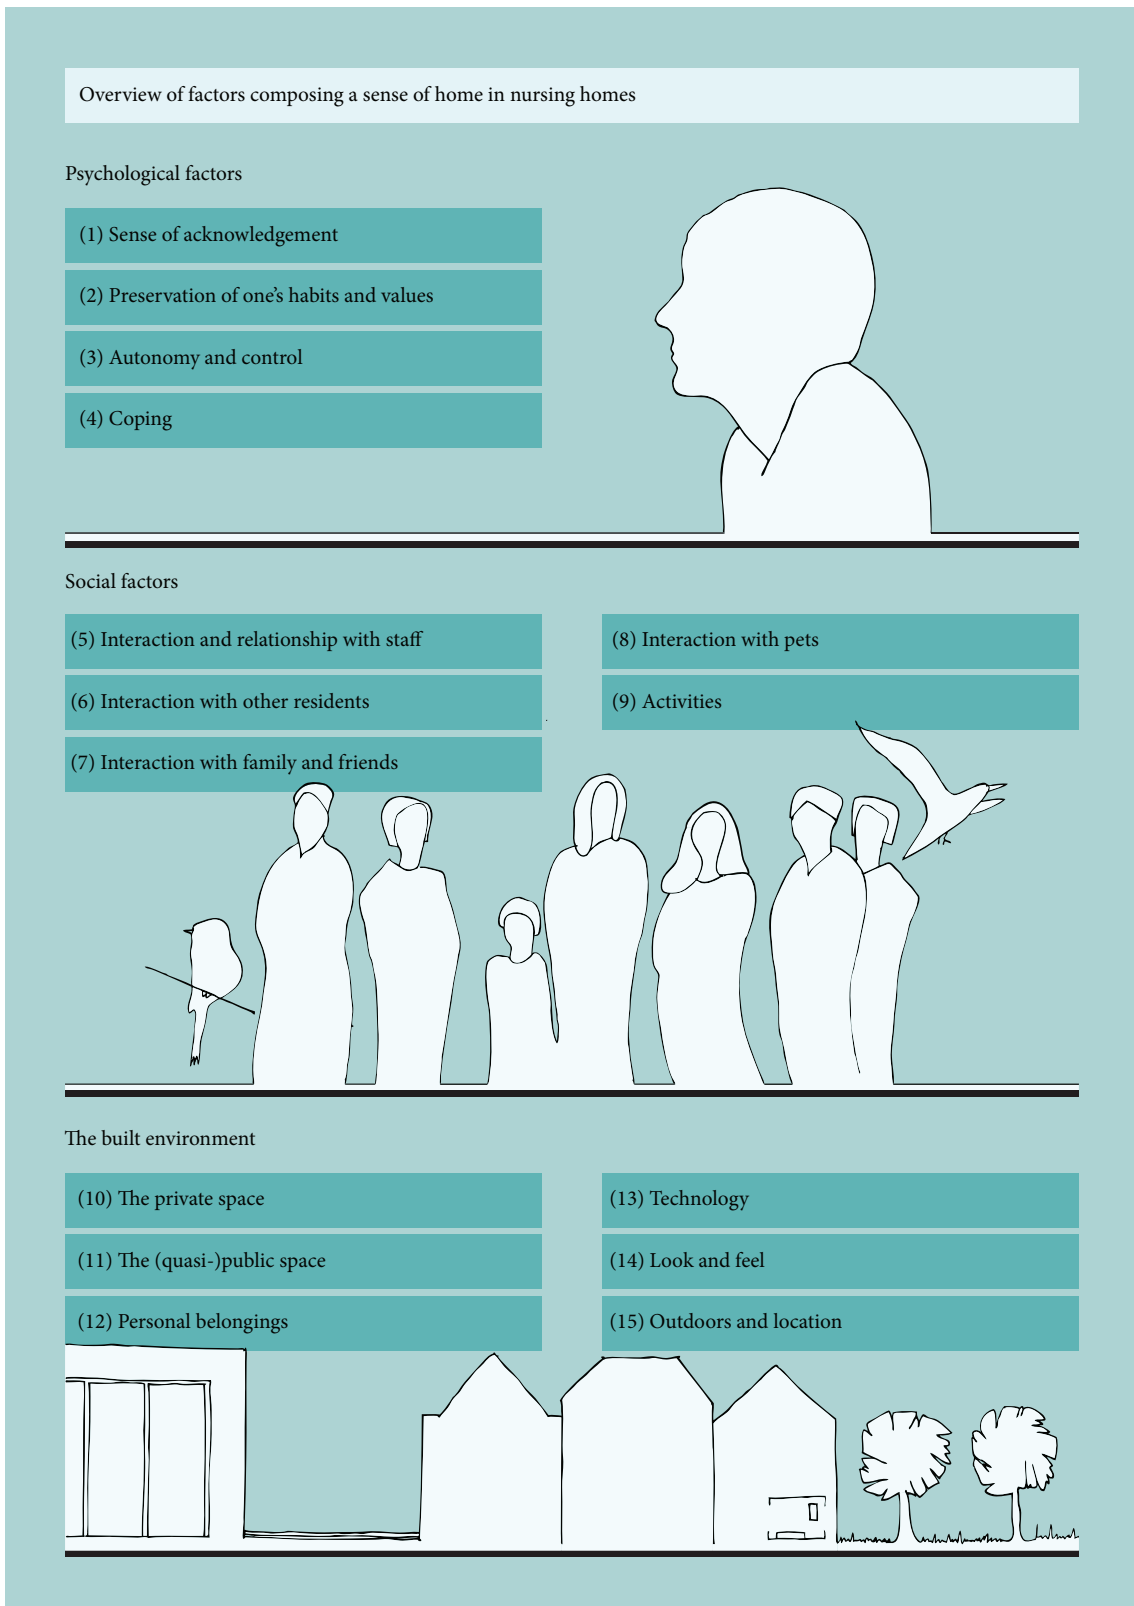 Overview of factors composing a sense of home in nursing homes
Psychological factors
(1) Sense of acknowledgement
(2) Preservation of one’s habits and values
(3) Autonomy and control
(4) Coping
Social factors
(5) Interaction and relationship with staff
(6) Interaction with other residents
(7) Interaction with family and friends
(8) Interaction with pets
(9) Activities
The built environment
(10) The private space
(11) The (quasi-)public space
(12) Personal belongings
(13) Technology
(14) Look and feel
(15) Outdoors and location